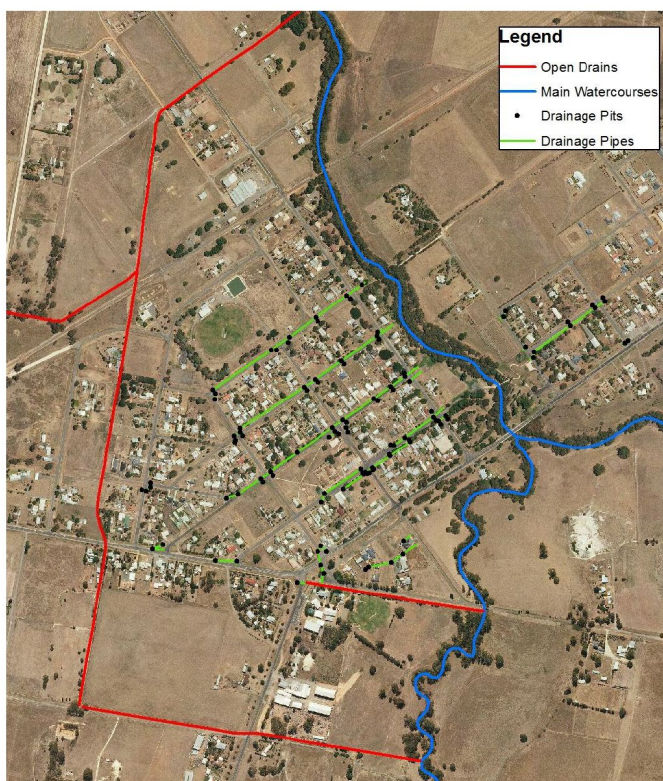 Legend
Open Drains
Main Watercourses
Drainage Pits
Drainage Pipes